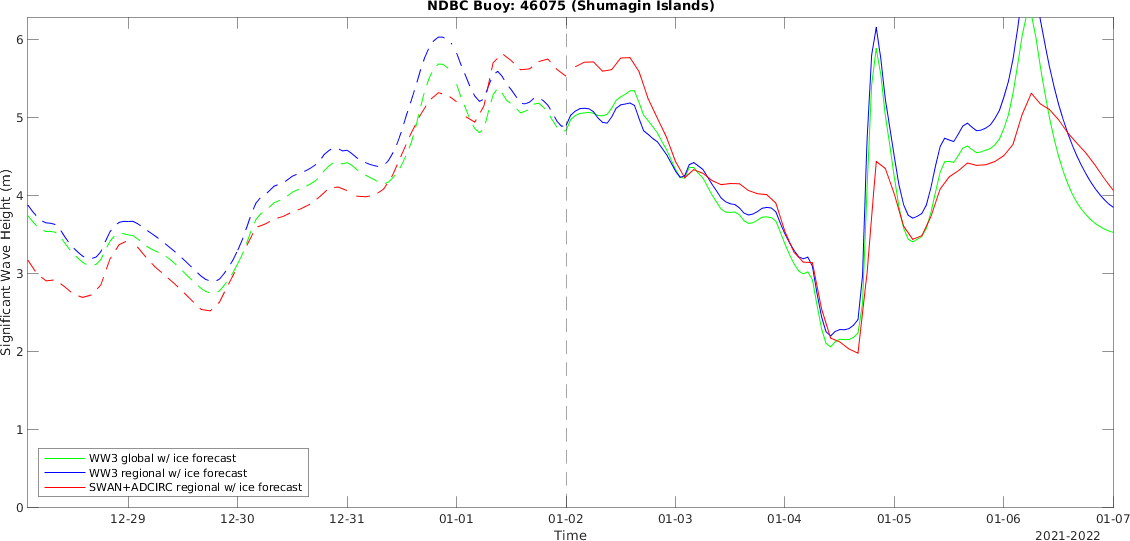 NDBC Buoy: 46075 (Shumagin Islands)
Significant Wave Height (m)
6
5
4
3
2
1
0
WW3 global w/ ice forecast
WW3 regional w/ ice forecast
SWAN+ADCIRC regional w/ ice forecast
12-29 12-30 12-31 01-01 01-02 01-03 01-04 01-05 01-06 01-07
Time
2021-2022